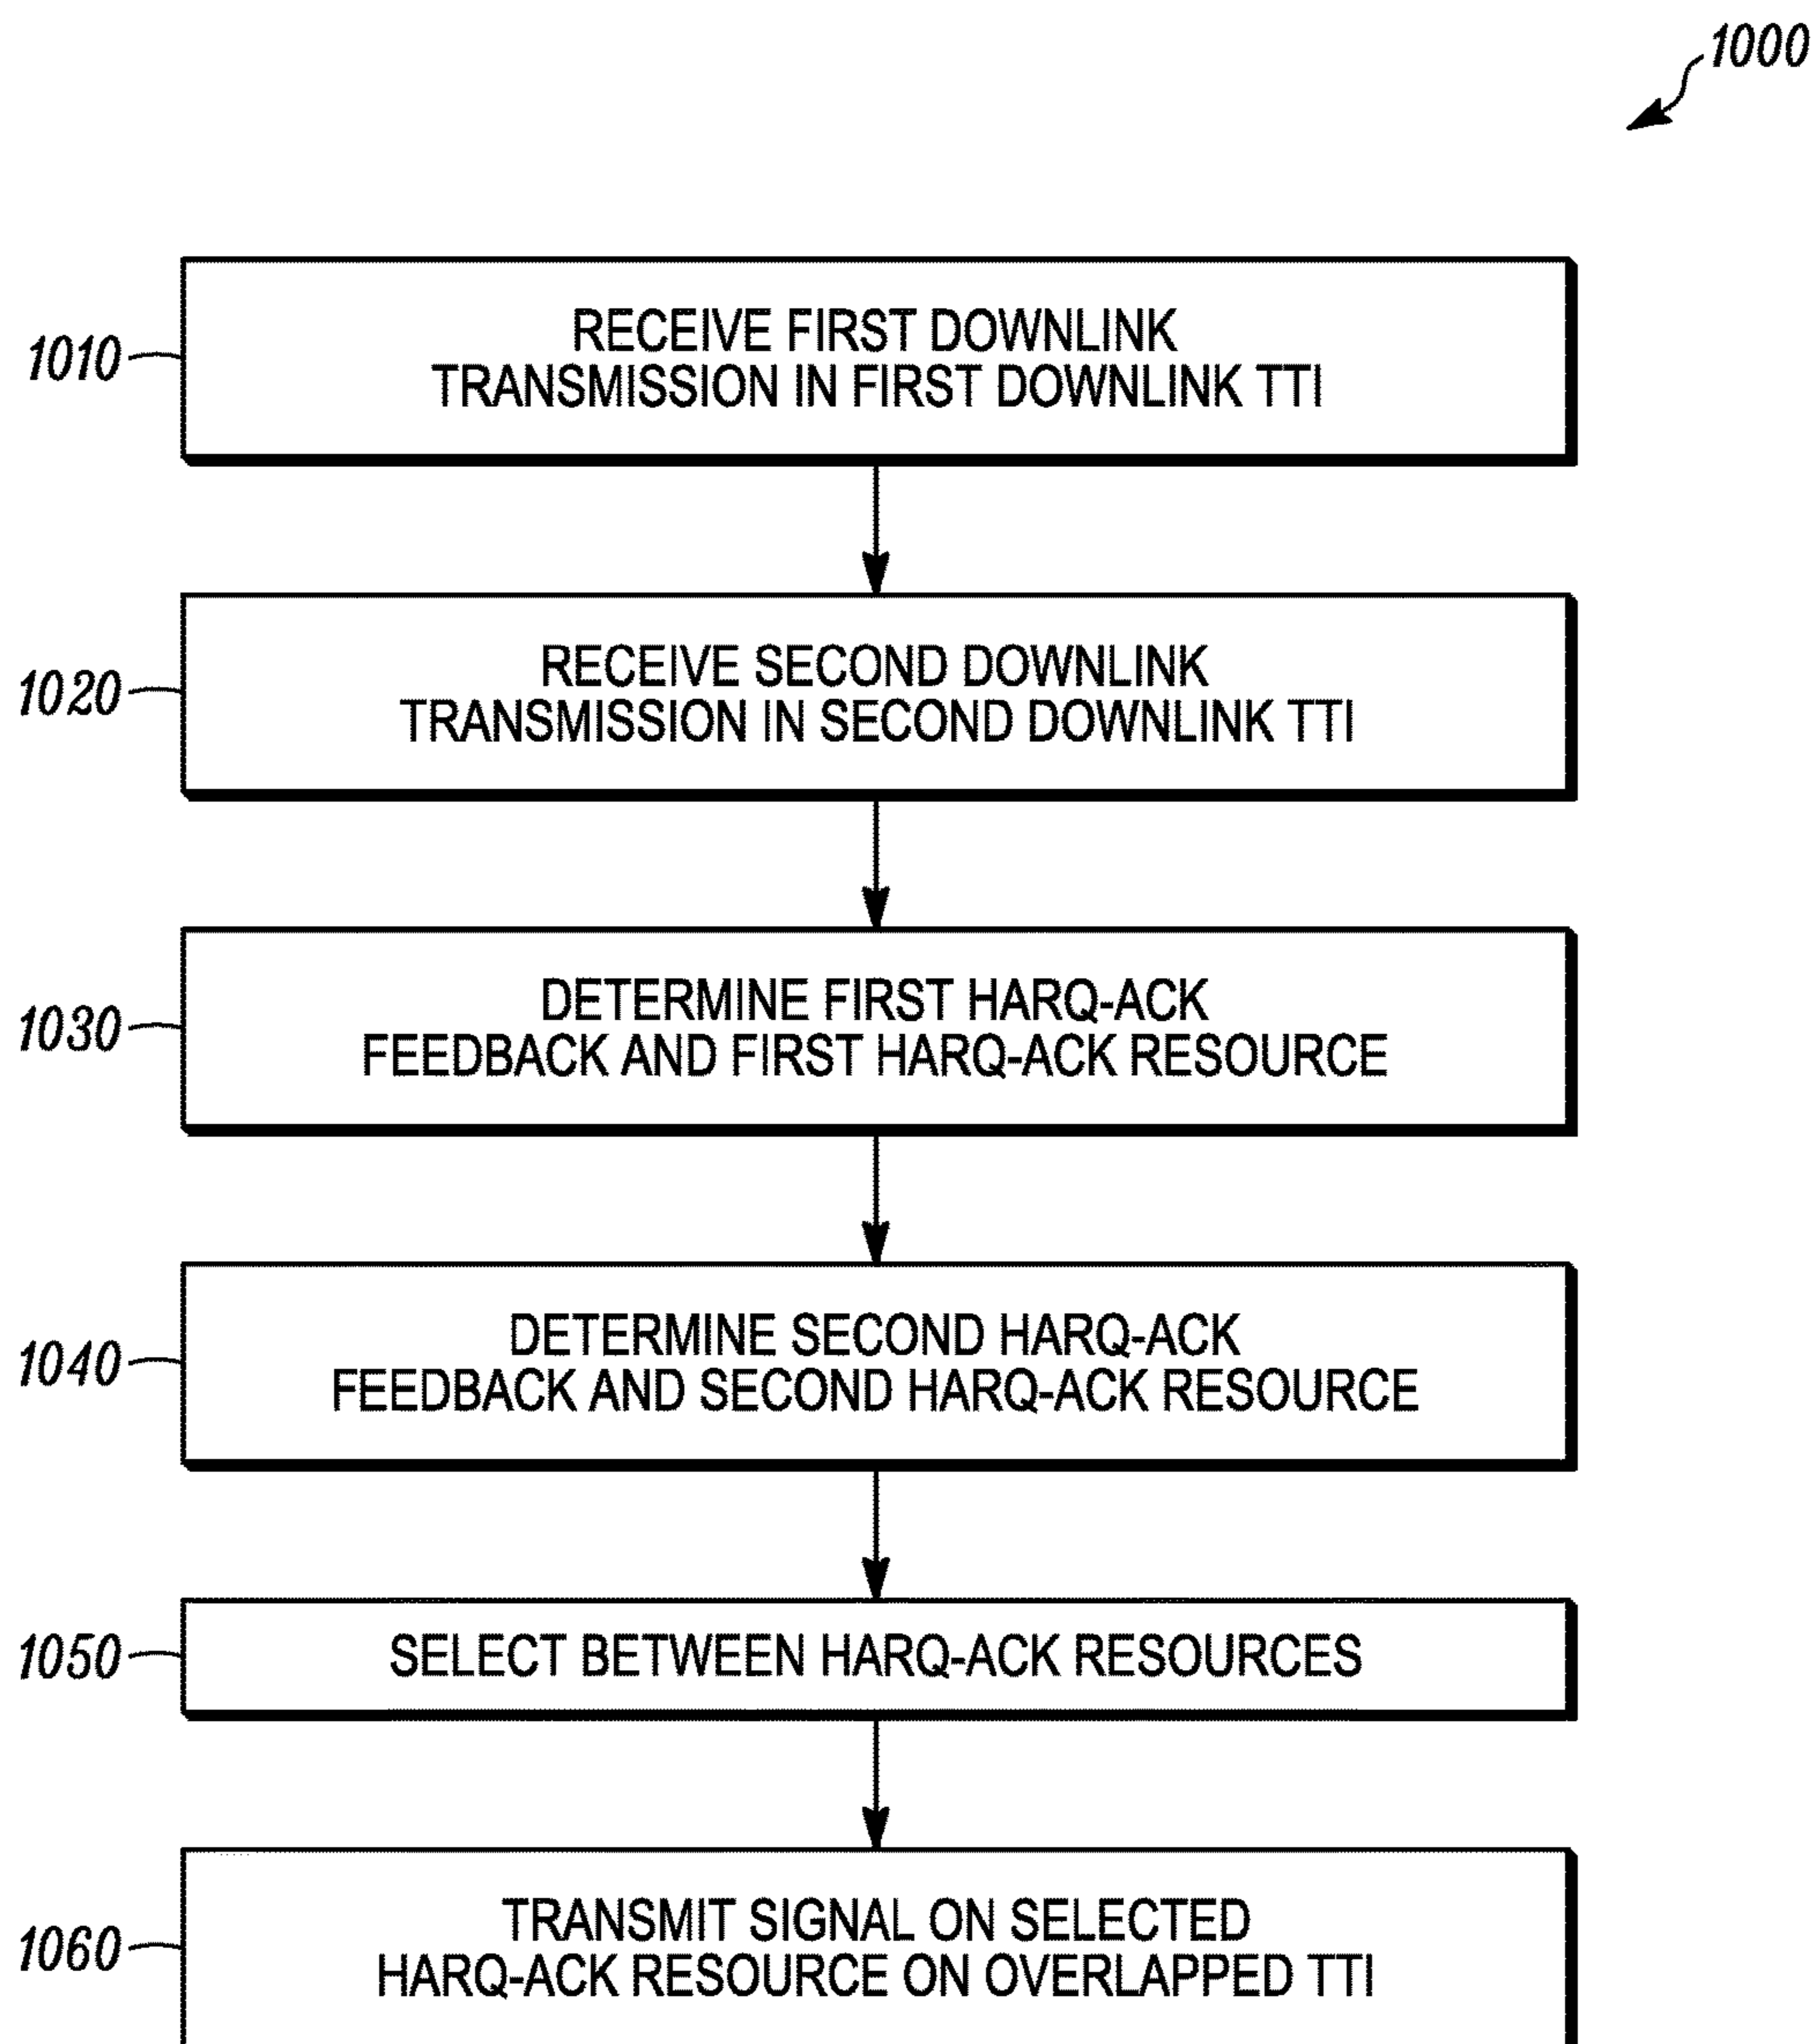 1000
1010
RECEIVE FIRST DOWNLINK
TRANSMISSION IN FIRST DOWNLINK TTI
1020
RECEIVE SECOND DOWNLINK
TRANSMISSION IN SECOND DOWNLINK TTI
1030
DETERMINE FIRST HARQ-ACK
FEEDBACK AND FIRST HARQ-ACK RESOURCE
1040
DETERMINE SECOND HARQ-ACK
FEEDBACK AND SECOND HARQ-ACK RESOURCE
1050
SELECT BETWEEN HARQ-ACK RESOURCES
1060
TRANSMIT SIGNAL ON SELECTED
HARQ-ACK RESOURCE ON OVERLAPPED TTI